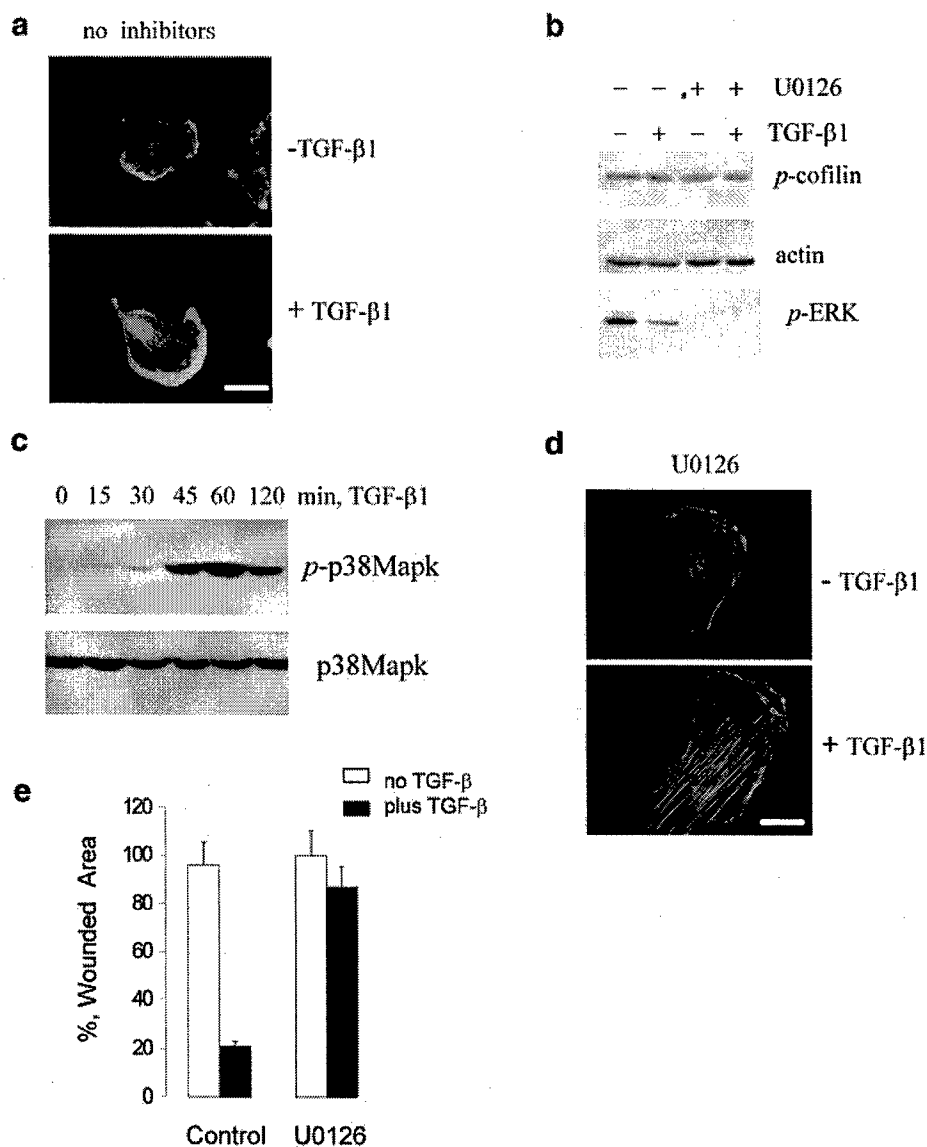 a
no inhibitors
-TGF-β1
+ TGF-β1
b
- - + + U0126
- + - + TGF-β1
p-cofilin
actin
p-ERK
c
0 15 30 45 60 120 min, TGF-β1
p-p38Mapk
p38Mapk
d
U0126
- TGF-β1
+ TGF-β1
e
no TGF-β
plus TGF-β
%, Wounded Area
120
100
80
60
40
20
0
Control U0126